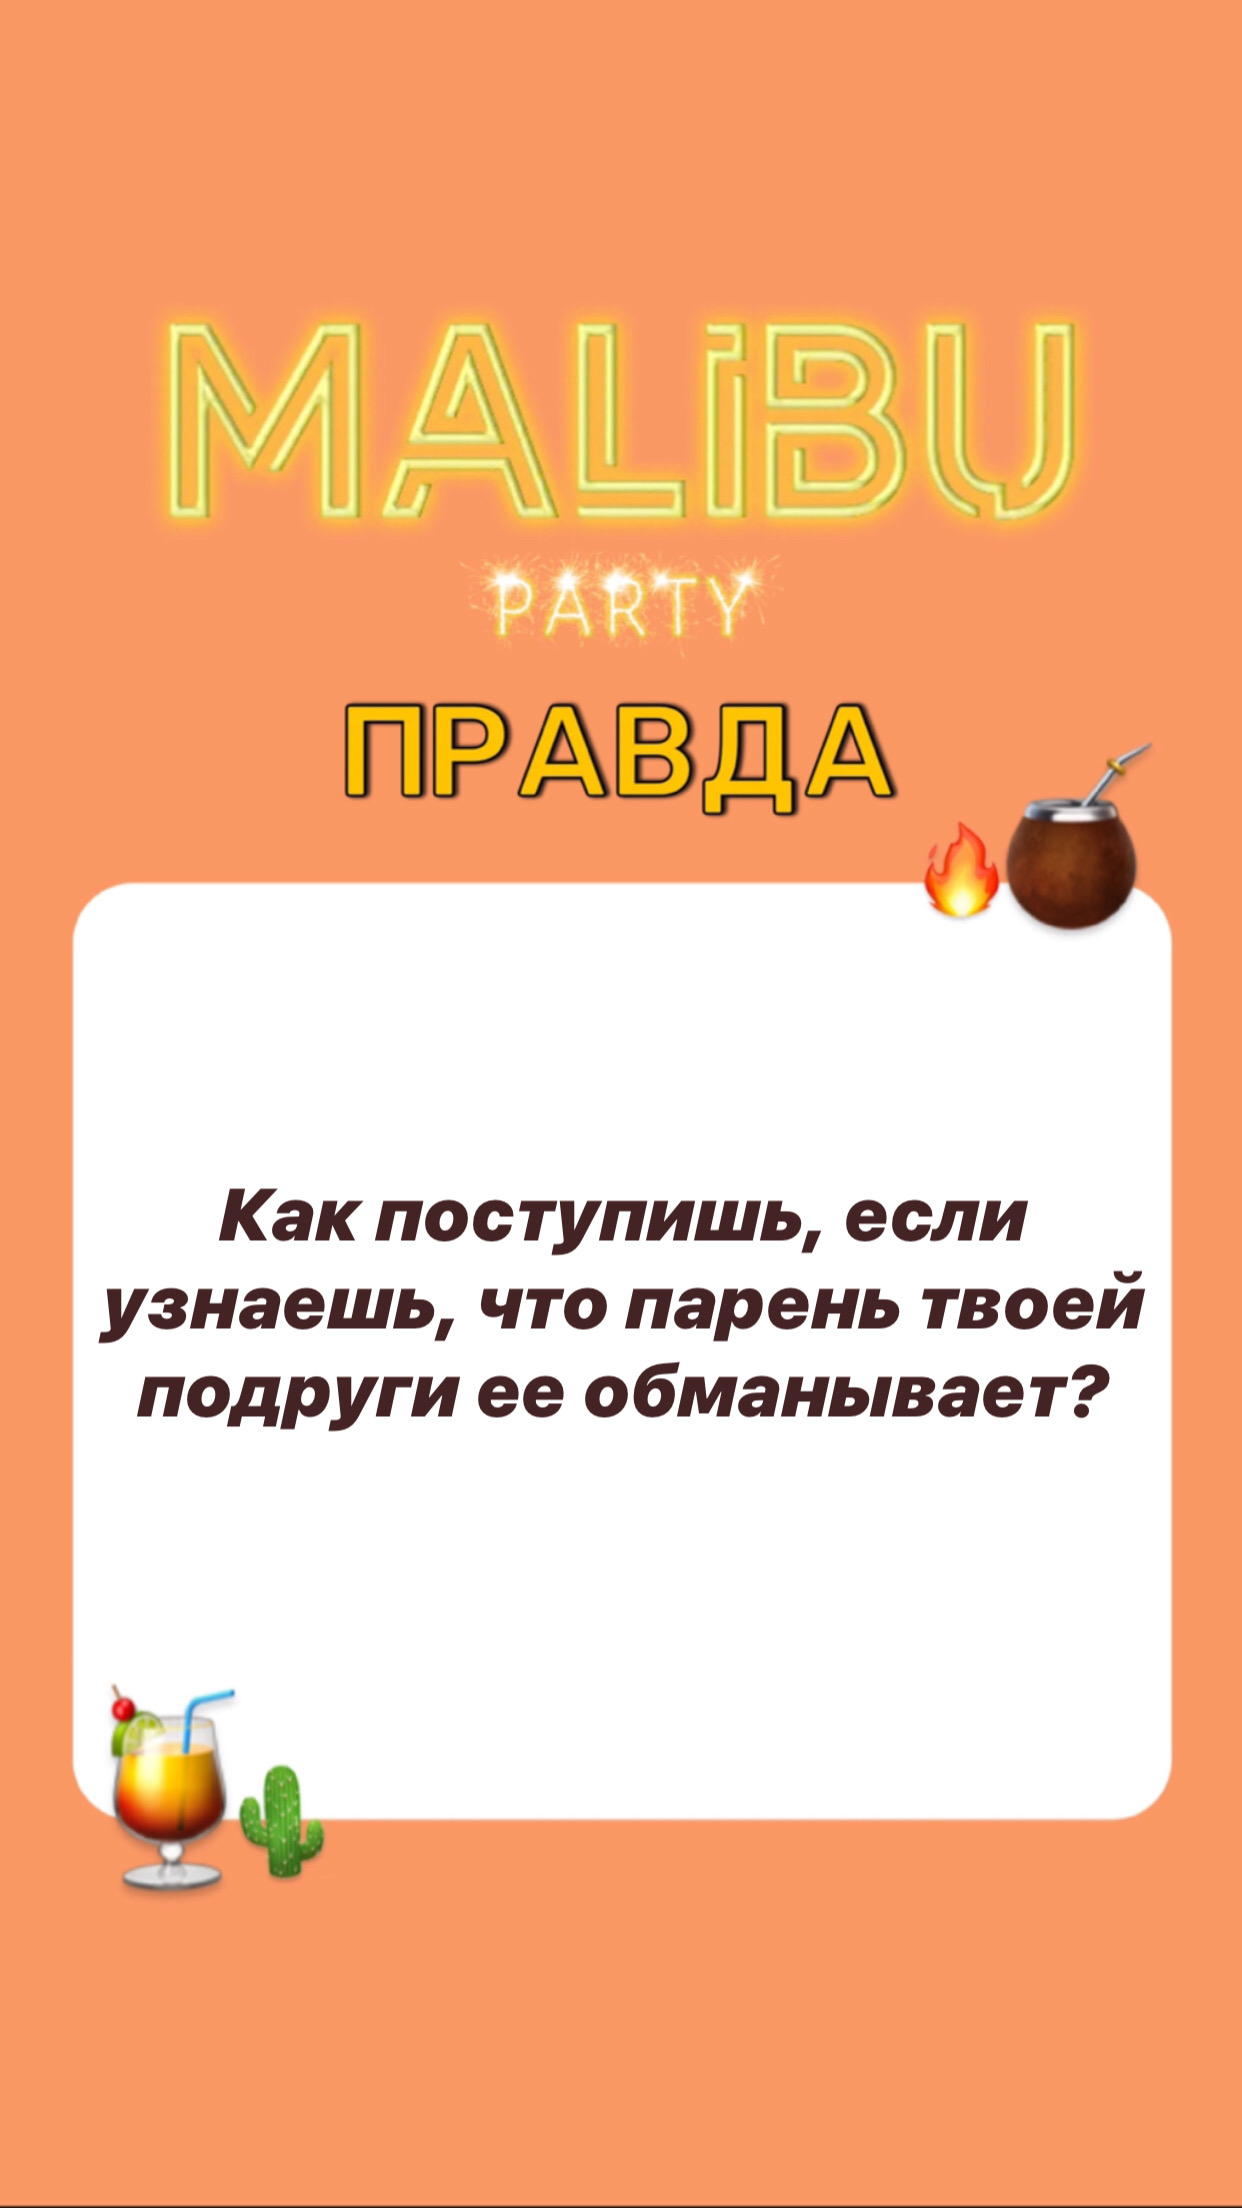 MALiBU
PARTY
ПРАВДА
Как поступишь, если
узнаешь, что парень твоей
подруги ее обманывает?